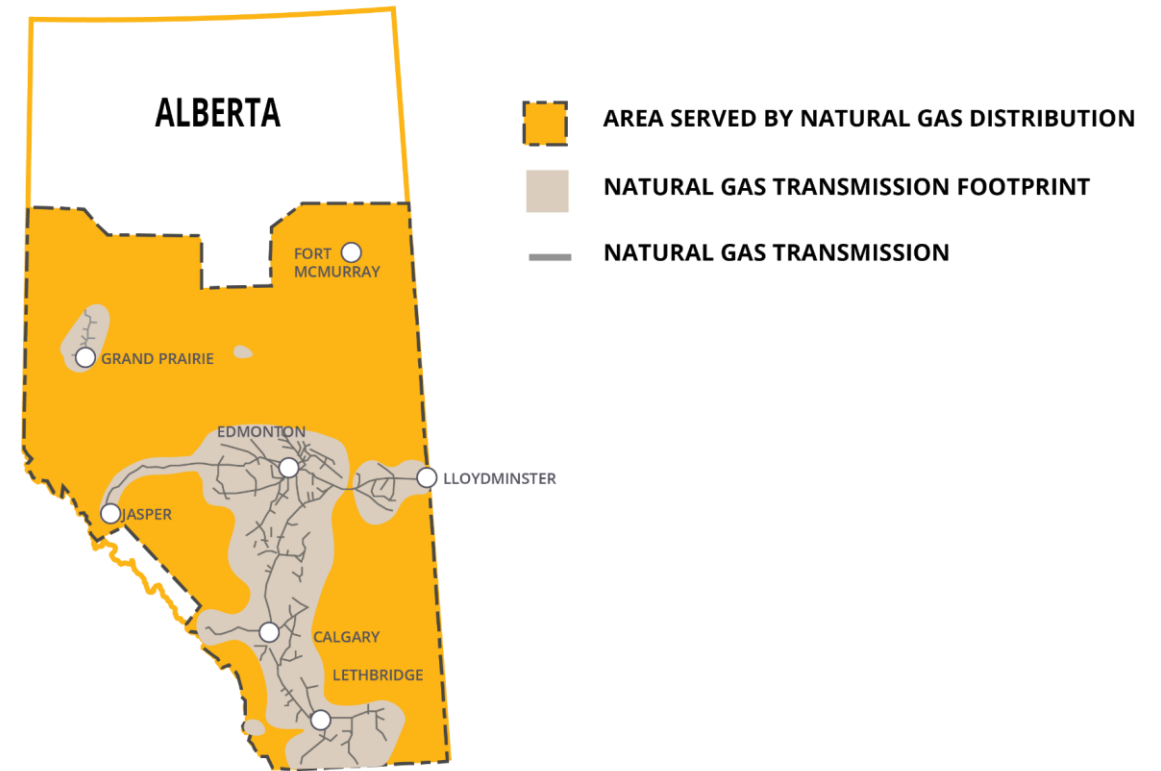 ALBERTA
AREA SERVED BY NATURAL GAS DISTRIBUTION
NATURAL GAS TRANSMISSION FOOTPRINT
NATURAL GAS TRANSMISSION
FORT
MCMURRAY
GRAND PRAIRIE
EDMONTON
LLOYDMINSTER
JASPER
CALGARY
LETHBRIDGE